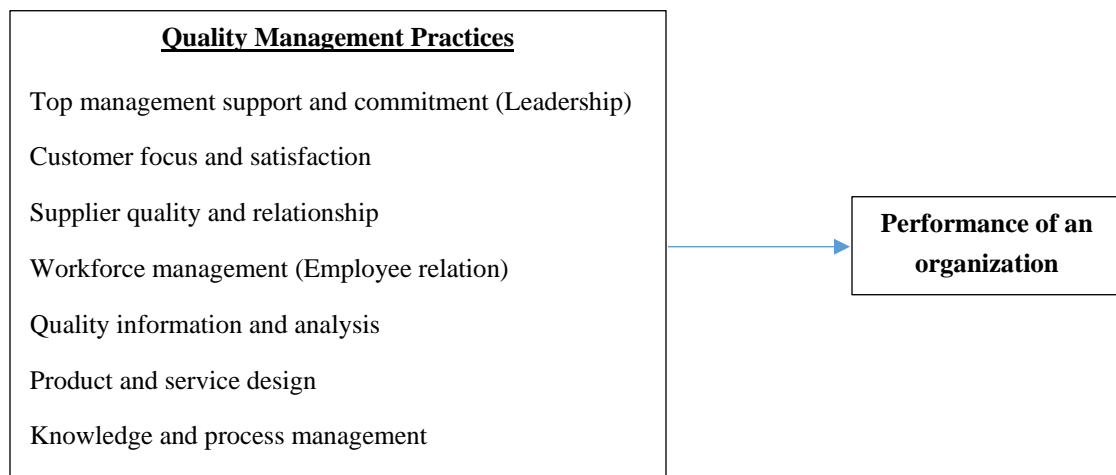 Quality Management Practices
Top management support and commitment (Leadership)
Customer focus and satisfaction
Supplier quality and relationship
Workforce management (Employee relation)
Quality information and analysis
Product and service design
Knowledge and process management
Performance of an
organization